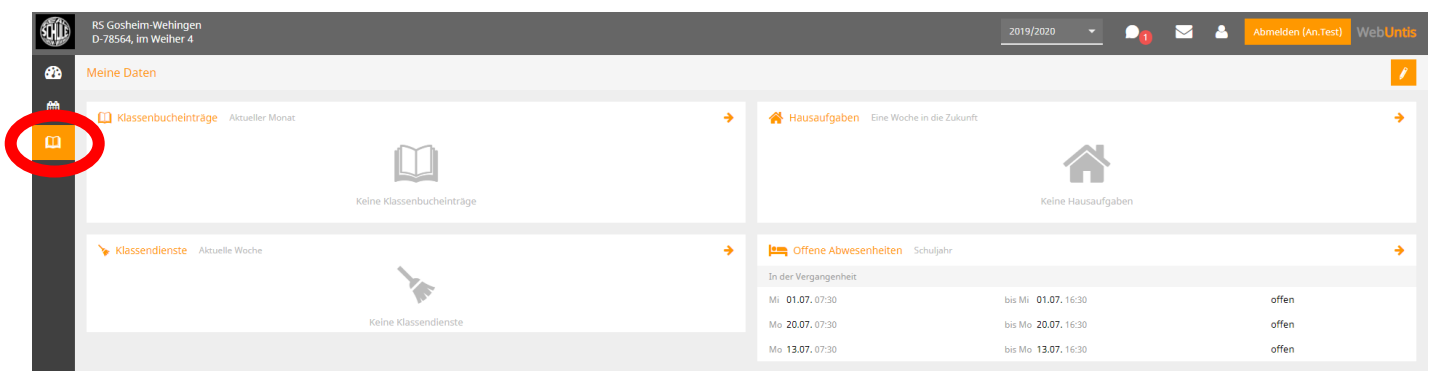 SCHULE
RS Gosheim-Wehingen
D-78564, im Weiher 4
2019/2020
1
Abmelden (An.Test)
WebUntis
Meine Daten
Klassenbucheinträge Aktueller Monat
Keine Klassenbucheinträge
Hausaufgaben Eine Woche in die Zukunft
Keine Hausaufgaben
Klassendienste Aktuelle Woche
Keine Klassendienste
Offene Abwesenheiten Schuljahr
In der Vergangenheit
Mi 01.07. 07:30 bis Mi 01.07. 16:30 offen
Mo 20.07. 07:30 bis Mo 20.07. 16:30 offen
Mo 13.07. 07:30 bis Mo 13.07. 16:30 offen